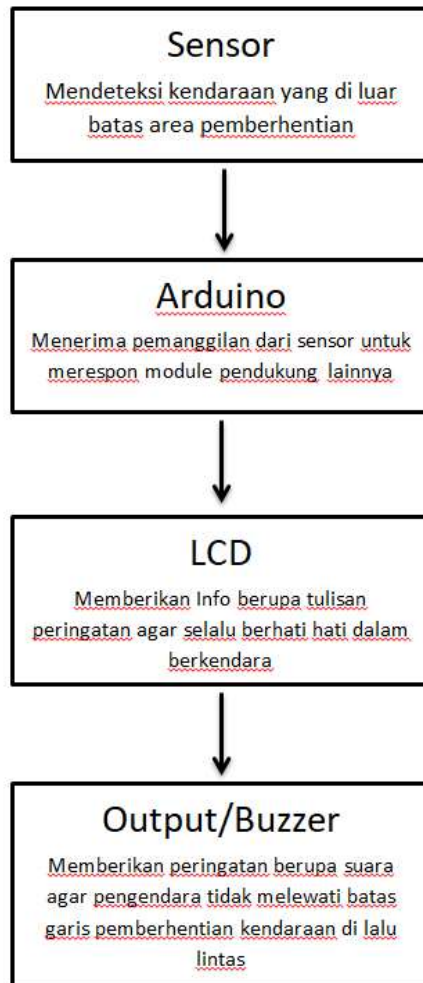 Sensor
Mendeteksi kendaraan yang di luar
batas area pemberhentian
Arduino
Menerima pemanggilan dari sensor untuk
merespon module pendukung lainnya
LCD
Memberikan Info berupa tulisan
peringatan agar selalu berhati hati dalam
berkendara
Output/Buzzer
Memberikan peringatan berupa suara
agar pengendara tidak melewati batas
garis pemberhentian kendaraan di lalu
lintas